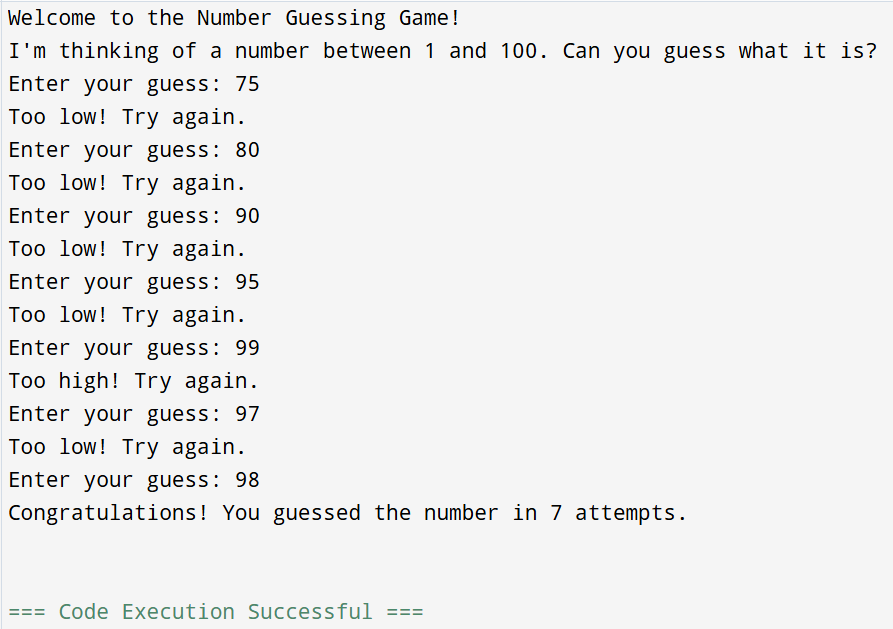 Welcome to the Number Guessing Game!
I'm thinking of a number between 1 and 100. Can you guess what it is?
Enter your guess: 75
Too low! Try again.
Enter your guess: 80
Too low! Try again.
Enter your guess: 90
Too low! Try again.
Enter your guess: 95
Too low! Try again.
Enter your guess: 99
Too high! Try again.
Enter your guess: 97
Too low! Try again.
Enter your guess: 98
Congratulations! You guessed the number in 7 attempts.
=== Code Execution Successful ===